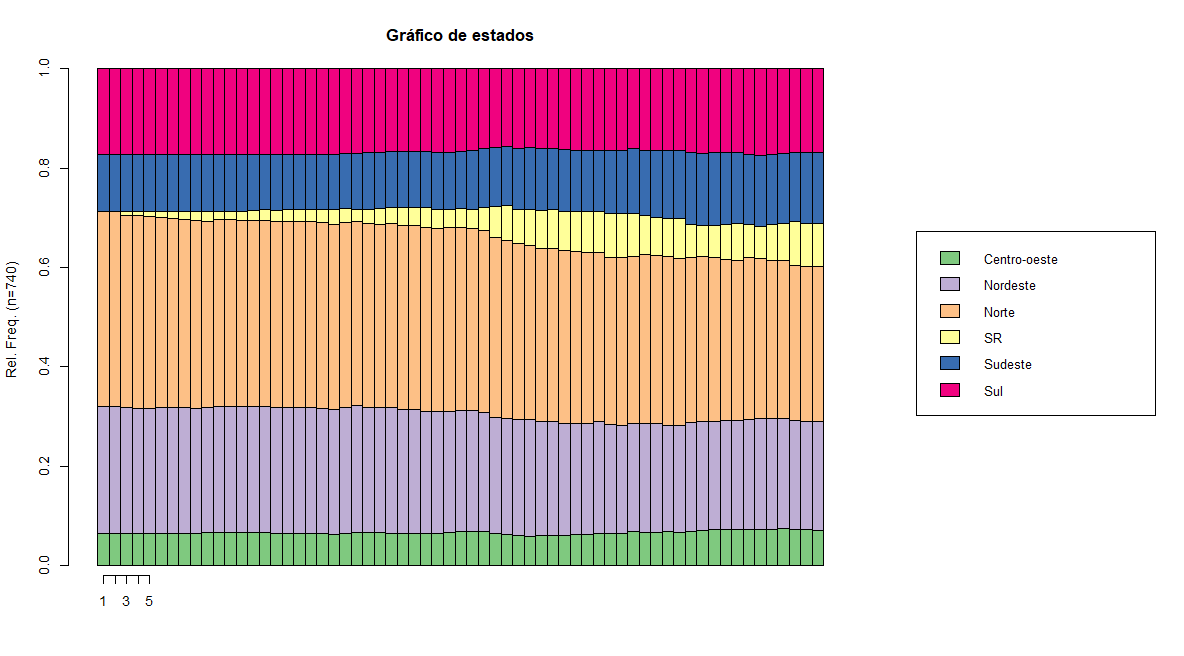 Gráfico de estados
Rel. Freq. (n=740)
1.0
0.8
0.6
0.4
0.2
0.0
1 3 5
Centro-oeste
Nordeste
Norte
SR
Sudeste
Sul